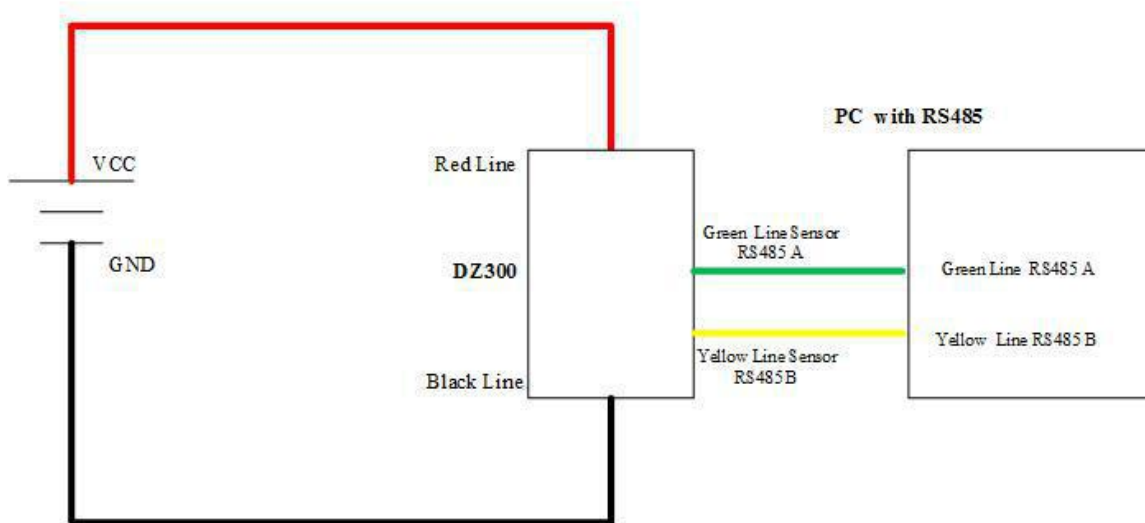 PC with RS485
VCC
Red Line
Green Line Sensor
RS485 A
GND
DZ300
Green Line RS485 A
Yellow Line RS485 B
Yellow Line Sensor
RS485B
Black Line